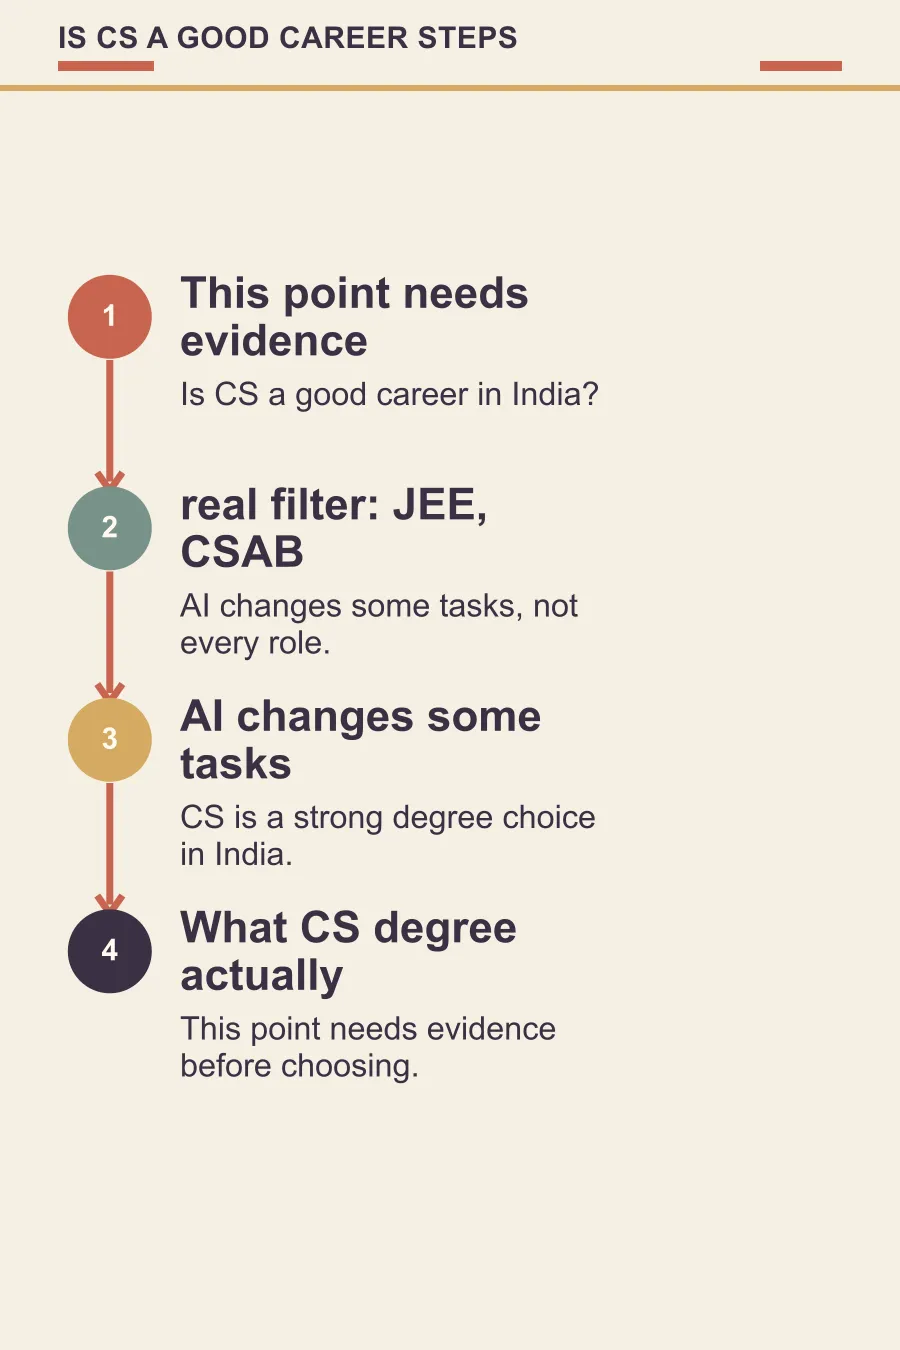 IS CS A GOOD CAREER STEPS
1
This point needs
evidence
Is CS a good career in India?
2
real filter: JEE,
CSAB
AI changes some tasks, not
every role.
3
AI changes some
tasks
CS is a strong degree choice
in India.
4
What CS degree
actually
This point needs evidence
before choosing.